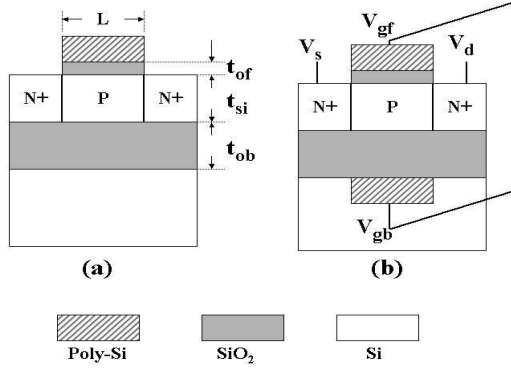 L
t_of
N+ P N+
t_si
t_ob
(a)
V_gf
V_s
V_d
N+ P N+
V_gb
(b)
Poly-Si
SiO₂
Si